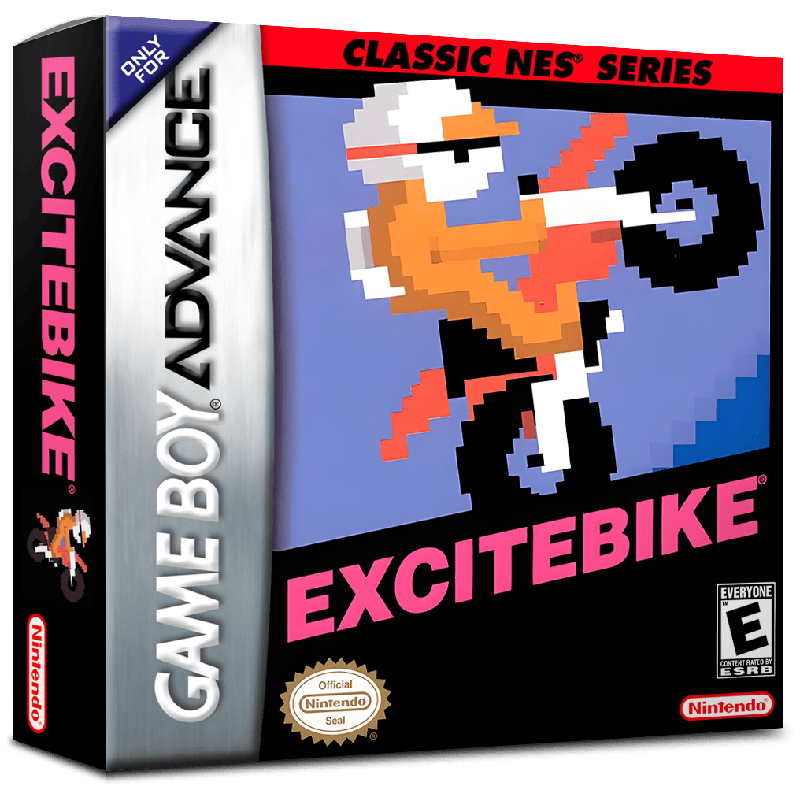 EXCITEBIKE®
Nintendo
ONLY
FOR
GAME BOY® ADVANCE
CLASSIC NES® SERIES
EXCITEBIKE®
Official
Nintendo
Seal
®
EVERYONE
IN
E
CONTENT RATED BY
ESRB
Nintendo®